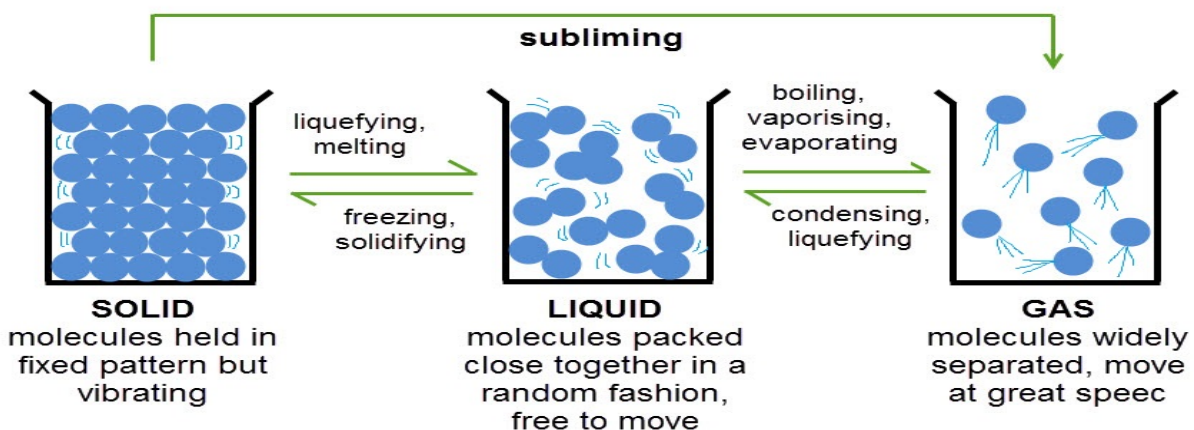 subliming
liquefying,
melting
freezing,
solidifying
boiling,
vaporising,
evaporating
condensing,
liquefying
SOLID
molecules held in
fixed pattern but
vibrating
LIQUID
molecules packed
close together in a
random fashion,
free to move
GAS
molecules widely
separated, move
at great speec